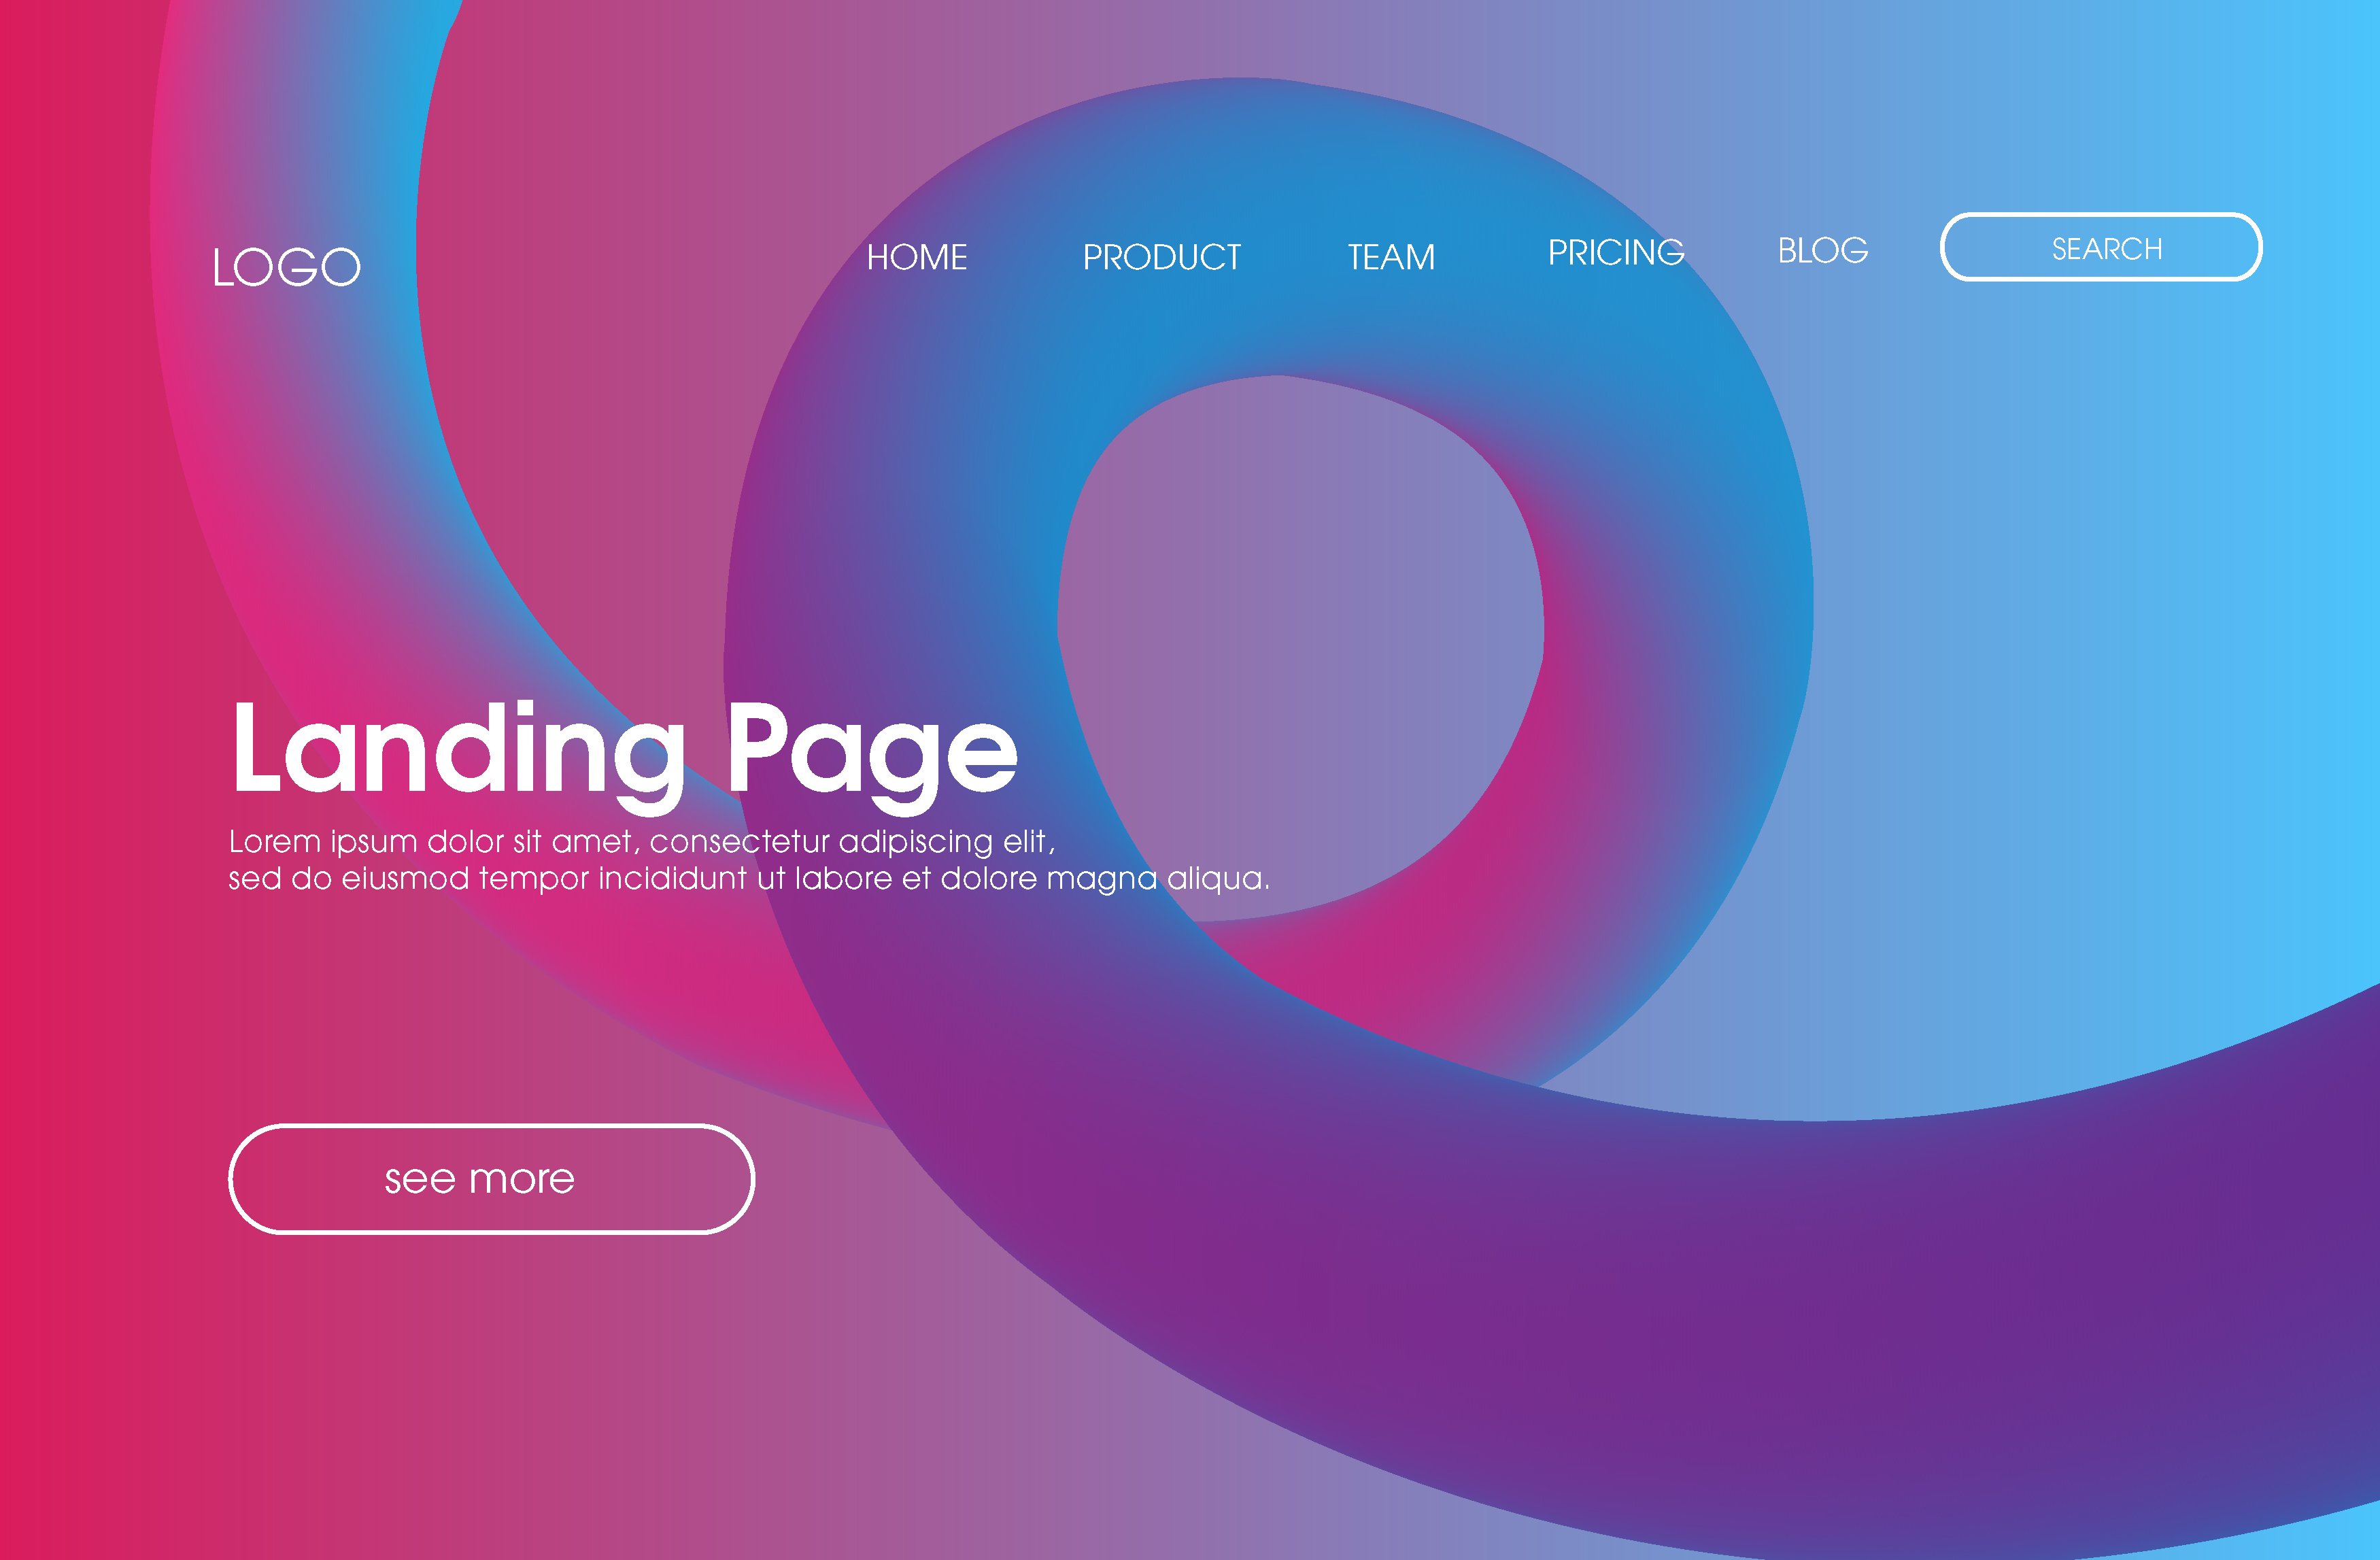 LOGO
HOME PRODUCT TEAM PRICING BLOG SEARCH
Landing Page
Lorem ipsum dolor sit amet, consectetur adipiscing elit,
sed do eiusmod tempor incididunt ut labore et dolore magna aliqua.
see more